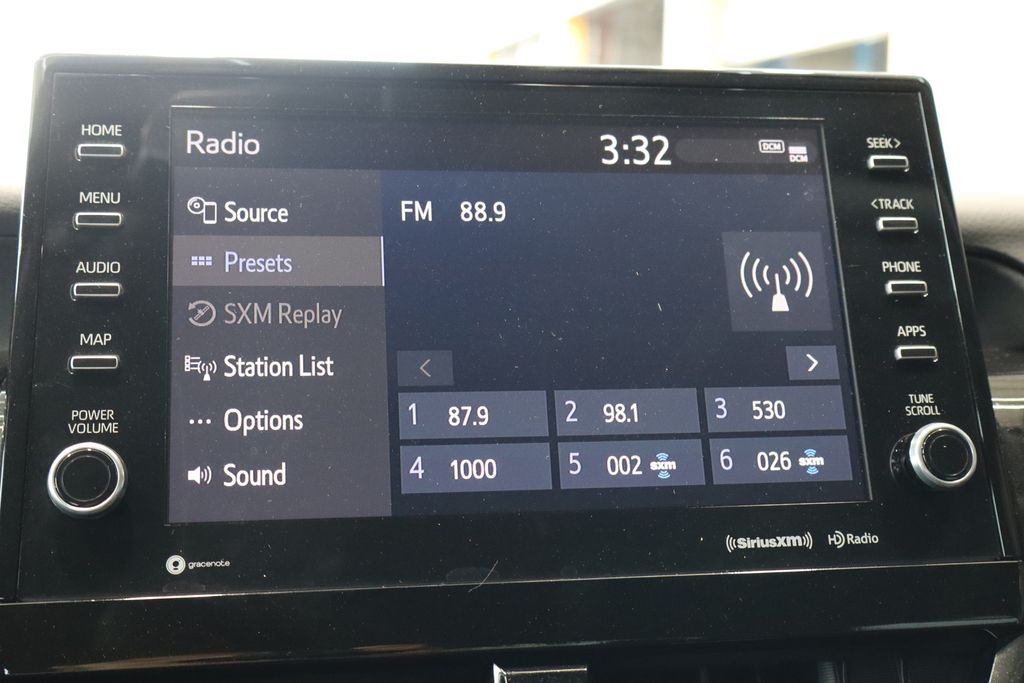 HOME
MENU
AUDIO
MAP
POWER
VOLUME
Radio
3:32
DCM
DCM
Source
Presets
SXM Replay
Station List
Options
Sound
FM 88.9
<
>
1 87.9
2 98.1
3 530
4 1000
5 002 sxm
6 026 sxm
SEEK>
<TRACK
PHONE
APPS
TUNE
SCROLL
gracenote
((SiriusXM))
HD Radio